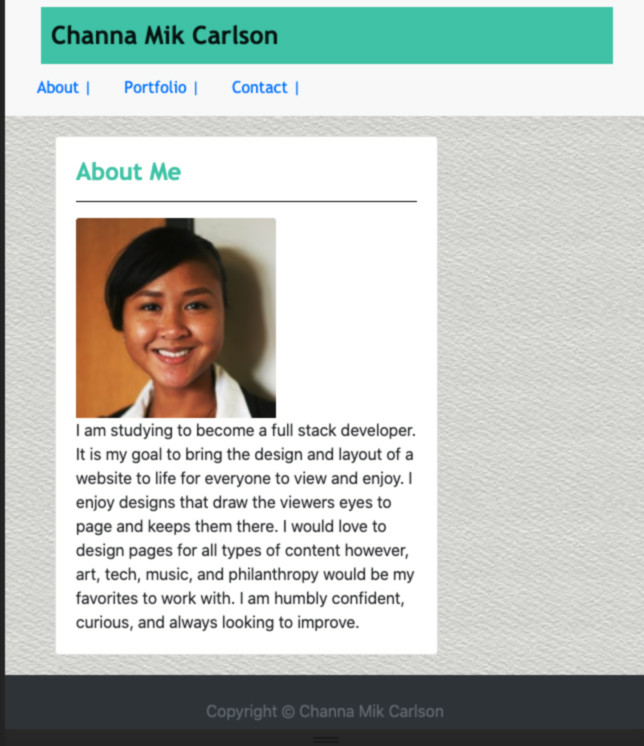 Channa Mik Carlson
About |  Portfolio |  Contact |
About Me
I am studying to become a full stack developer.
It is my goal to bring the design and layout of a
website to life for everyone to view and enjoy. I
enjoy designs that draw the viewers eyes to
page and keeps them there. I would love to
design pages for all types of content however,
art, tech, music, and philanthropy would be my
favorites to work with. I am humbly confident,
curious, and always looking to improve.
Copyright © Channa Mik Carlson